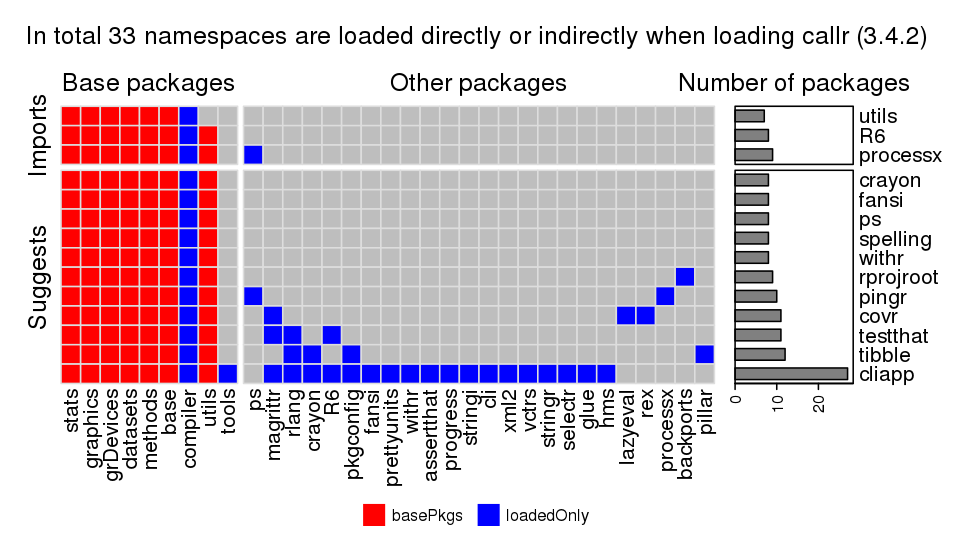 In total 33 namespaces are loaded directly or indirectly when loading callr (3.4.2)
Base packages
Other packages
Number of packages
Imports
utils
R6
processx
Suggests
crayon
fansi
ps
spelling
withr
rprojroot
pingr
covr
testthat
tibble
cliapp
0
10
20
stats
graphics
grDevices
datasets
methods
base
compiler
utils
tools
ps
magrittr
rlang
crayon
R6
pkgconfig
fansi
prettyunits
withr
assertthat
progress
stringi
cli
xml2
vctrs
stringr
selectr
glue
hms
lazyeval
rex
processx
backports
pillar
basePkgs
loadedOnly